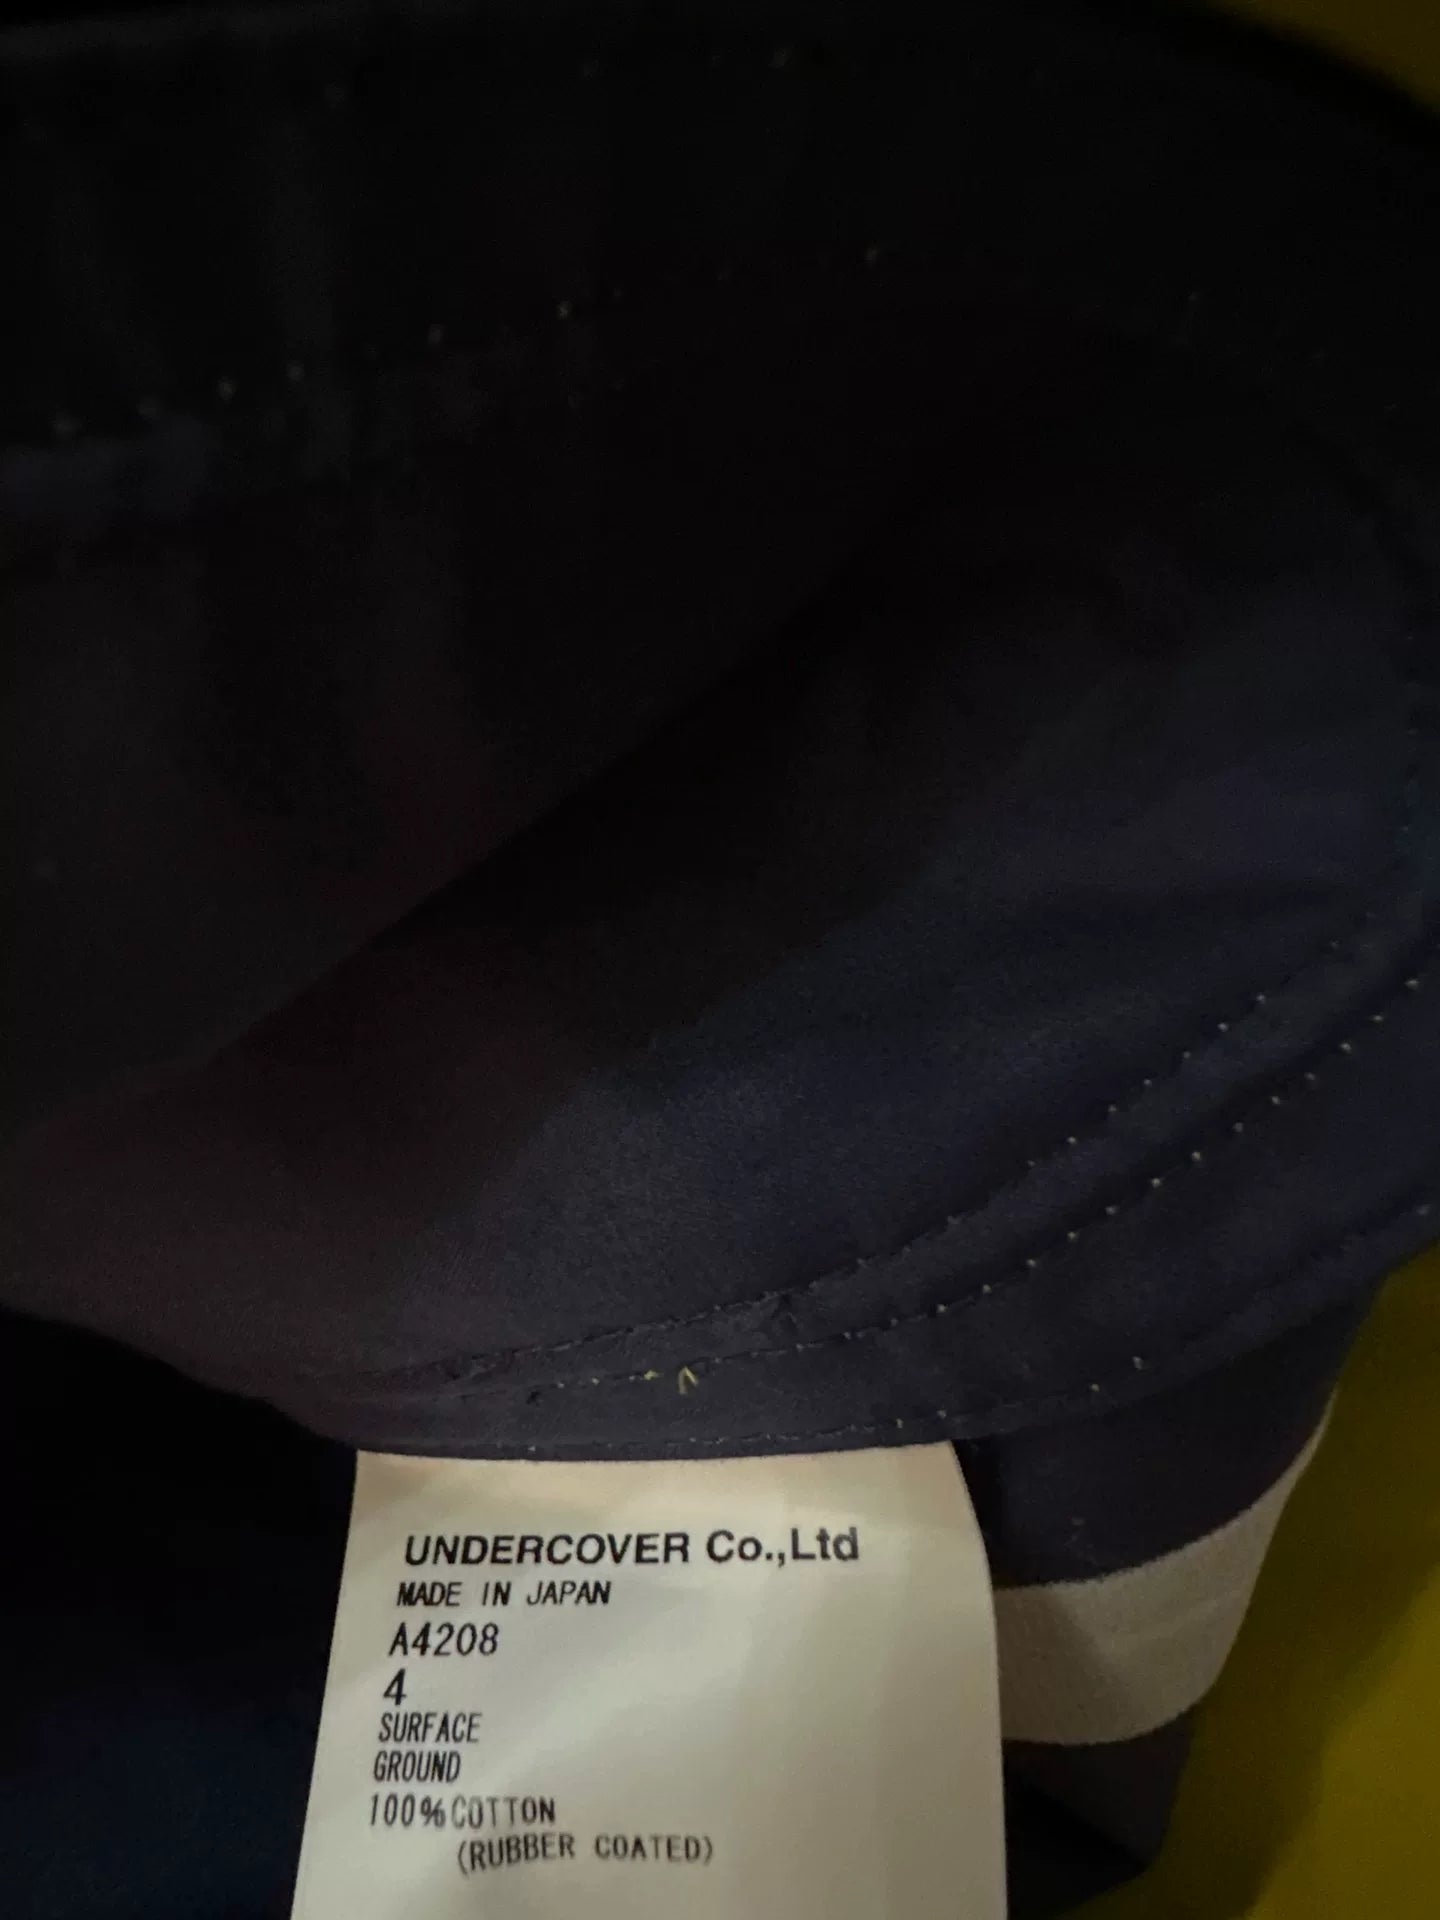 UNDERCOVER Co.,Ltd
MADE IN JAPAN
A4208
4
SURFACE
GROUND
100%COTTON
(RUBBER COATED)